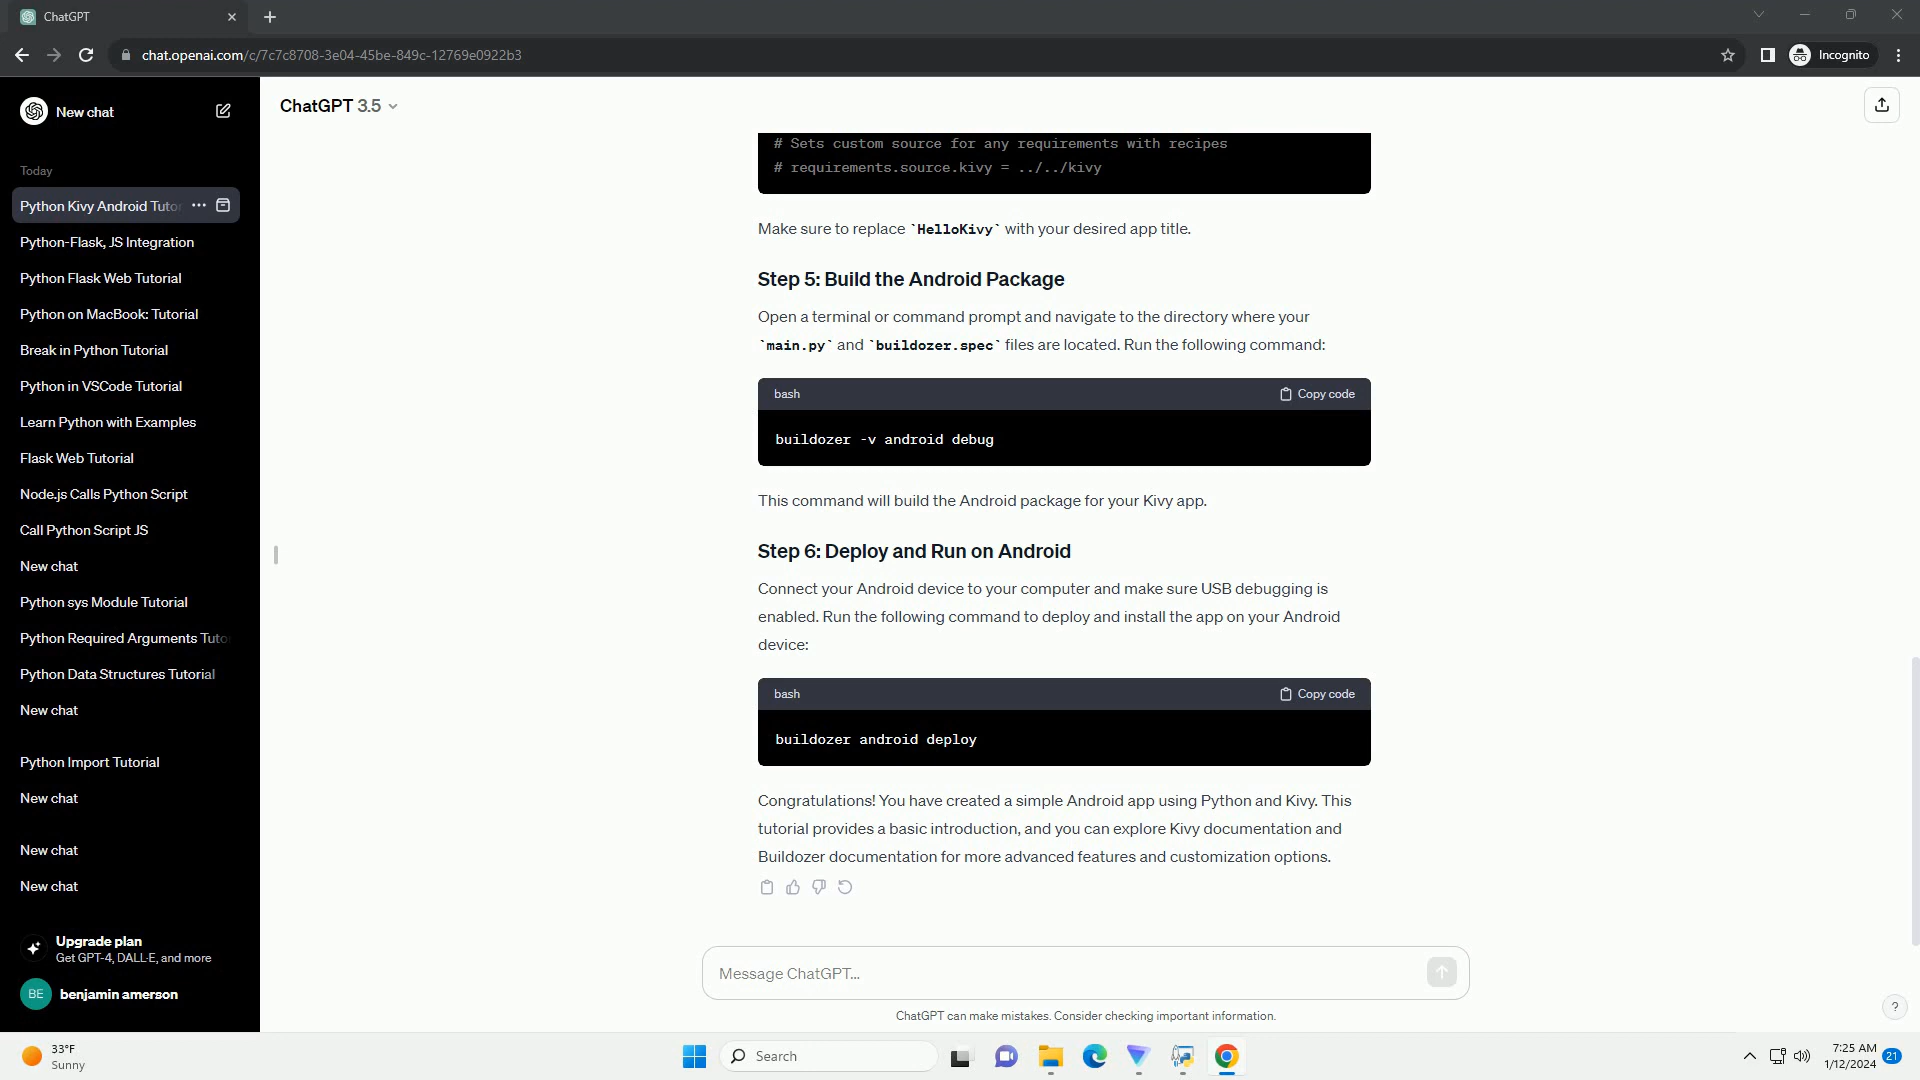 ChatGPT
chat.openai.com/c/7c7c8708-3e04-45be-849c-12769e0922b3
Incognito
New chat
Today
Python Kivy Android Tutor
Python-Flask, JS Integration
Python Flask Web Tutorial
Python on MacBook: Tutorial
Break in Python Tutorial
Python in VSCode Tutorial
Learn Python with Examples
Flask Web Tutorial
Node.js Calls Python Script
Call Python Script JS
New chat
Python sys Module Tutorial
Python Required Arguments Tuto
Python Data Structures Tutorial
New chat
Python Import Tutorial
New chat
New chat
New chat
Upgrade plan
Get GPT-4, DALL·E, and more
BE
benjamin amerson
ChatGPT 3.5
# Sets custom source for any requirements with recipes
# requirements.source.kivy = ../../kivy
Make sure to replace `HelloKivy` with your desired app title.
Step 5: Build the Android Package
Open a terminal or command prompt and navigate to the directory where your
`main.py` and `buildozer.spec` files are located. Run the following command:
bash
Copy code
buildozer -v android debug
This command will build the Android package for your Kivy app.
Step 6: Deploy and Run on Android
Connect your Android device to your computer and make sure USB debugging is
enabled. Run the following command to deploy and install the app on your Android
device:
bash
Copy code
buildozer android deploy
Congratulations! You have created a simple Android app using Python and Kivy. This
tutorial provides a basic introduction, and you can explore Kivy documentation and
Buildozer documentation for more advanced features and customization options.
Message ChatGPT...
ChatGPT can make mistakes. Consider checking important information.
?
33°F
Sunny
Search
7:25 AM
1/12/2024
21